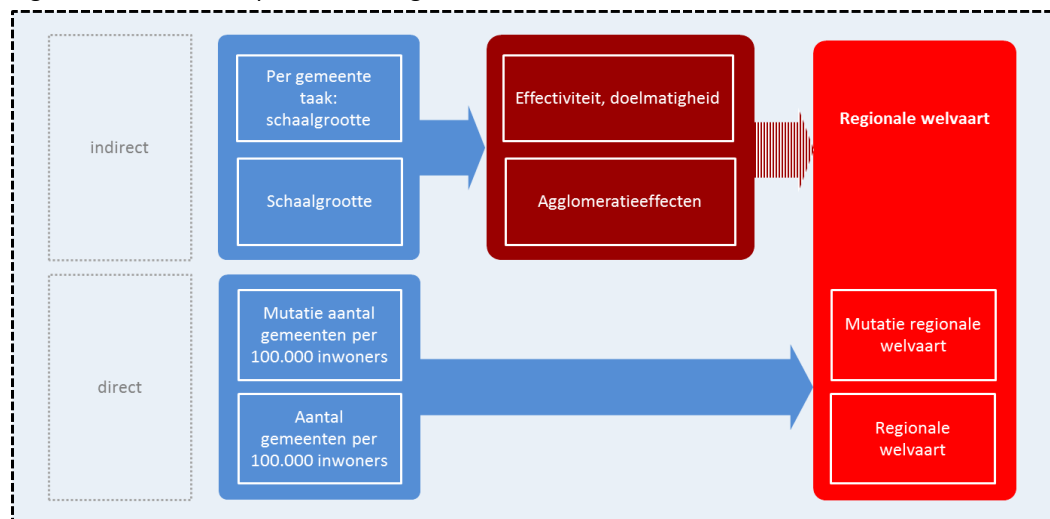 indirect
Per gemeente
taak:
schaalgrootte
Schaalgrootte
Effectiviteit, doelmatigheid
Agglomeratieeffecten
Regionale welvaart
direct
Mutatie aantal
gemeenten per
100.000 inwoners
Aantal
gemeenten per
100.000 inwoners
Mutatie regionale
welvaart
Regionale
welvaart